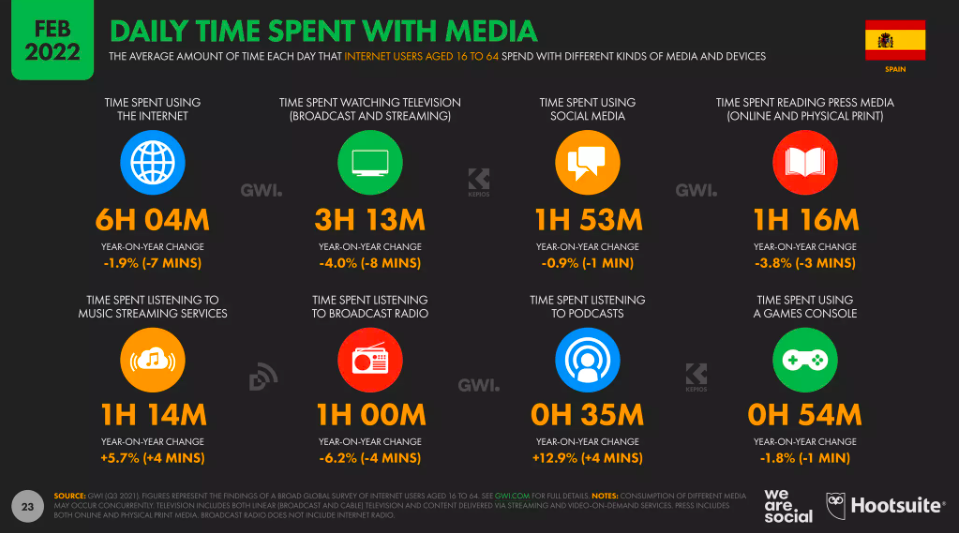 FEB
2022
DAILY TIME SPENT WITH MEDIA
THE AVERAGE AMOUNT OF TIME EACH DAY THAT INTERNET USERS AGED 16 TO 64 SPEND WITH DIFFERENT KINDS OF MEDIA AND DEVICES
SPAIN
TIME SPENT USING
THE INTERNET
6H 04M
YEAR-ON-YEAR CHANGE
-1.9% (-7 MINS)
TIME SPENT WATCHING TELEVISION
(BROADCAST AND STREAMING)
3H 13M
YEAR-ON-YEAR CHANGE
-4.0% (-8 MINS)
TIME SPENT USING
SOCIAL MEDIA
1H 53M
YEAR-ON-YEAR CHANGE
-0.9% (-1 MIN)
TIME SPENT READING PRESS MEDIA
(ONLINE AND PHYSICAL PRINT)
1H 16M
YEAR-ON-YEAR CHANGE
-3.8% (-3 MINS)
GWI.
KEPIOS
GWI.
TIME SPENT LISTENING TO
MUSIC STREAMING SERVICES
1H 14M
YEAR-ON-YEAR CHANGE
+5.7% (+4 MINS)
TIME SPENT LISTENING
TO BROADCAST RADIO
1H 00M
YEAR-ON-YEAR CHANGE
-6.2% (-4 MINS)
TIME SPENT LISTENING
TO PODCASTS
0H 35M
YEAR-ON-YEAR CHANGE
+12.9% (+4 MINS)
TIME SPENT USING
A GAMES CONSOLE
0H 54M
YEAR-ON-YEAR CHANGE
-1.8% (-1 MIN)
GWI.
KEPIOS
23
SOURCE: GWI (Q3 2021). FIGURES REPRESENT THE FINDINGS OF A BROAD GLOBAL SURVEY OF INTERNET USERS AGED 16 TO 64. SEE GWI.COM FOR FULL DETAILS. NOTES: CONSUMPTION OF DIFFERENT MEDIA
MAY OCCUR CONCURRENTLY. TELEVISION INCLUDES BOTH LINEAR (BROADCAST AND CABLE) TELEVISION AND CONTENT DELIVERED VIA STREAMING AND VIDEO-ON-DEMAND SERVICES. PRESS INCLUDES
BOTH ONLINE AND PHYSICAL PRINT MEDIA. BROADCAST RADIO DOES NOT INCLUDE INTERNET RADIO.
we
are
social
Hootsuite®